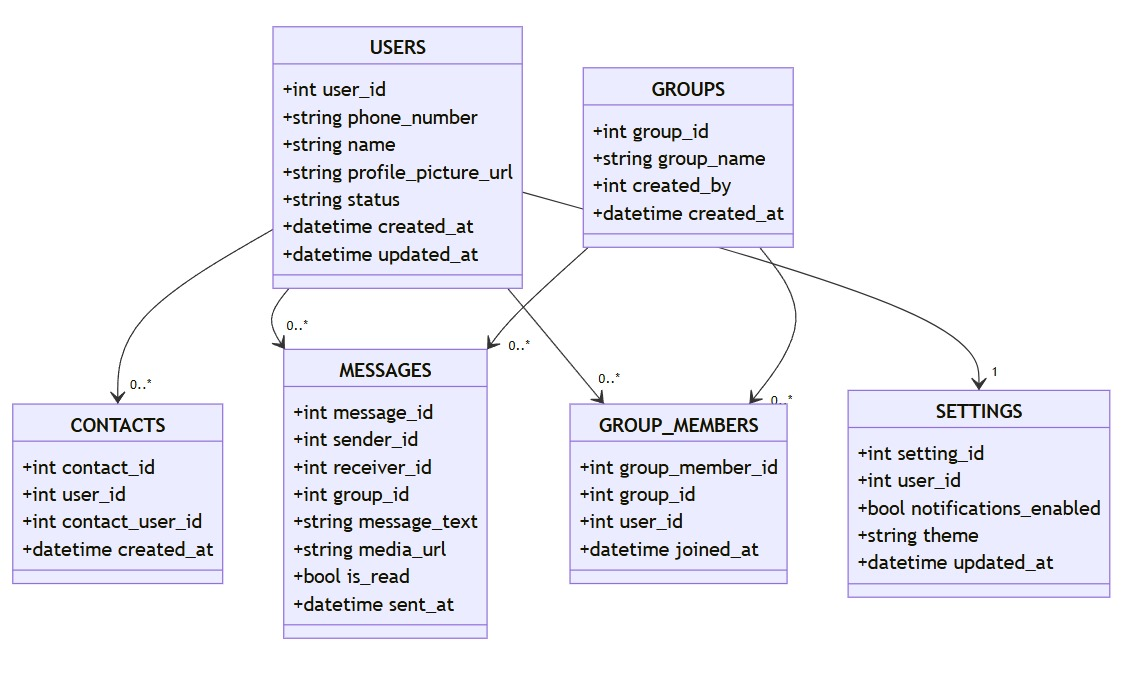 USERS
+int user_id
+string phone_number
+string name
+string profile_picture_url
+string status
+datetime created_at
+datetime updated_at
GROUPS
+int group_id
+string group_name
+int created_by
+datetime created_at
0..*
0..*
0..*
0..*
0..*
1
CONTACTS
+int contact_id
+int user_id
+int contact_user_id
+datetime created_at
MESSAGES
+int message_id
+int sender_id
+int receiver_id
+int group_id
+string message_text
+string media_url
+bool is_read
+datetime sent_at
GROUP_MEMBERS
+int group_member_id
+int group_id
+int user_id
+datetime joined_at
SETTINGS
+int setting_id
+int user_id
+bool notifications_enabled
+string theme
+datetime updated_at